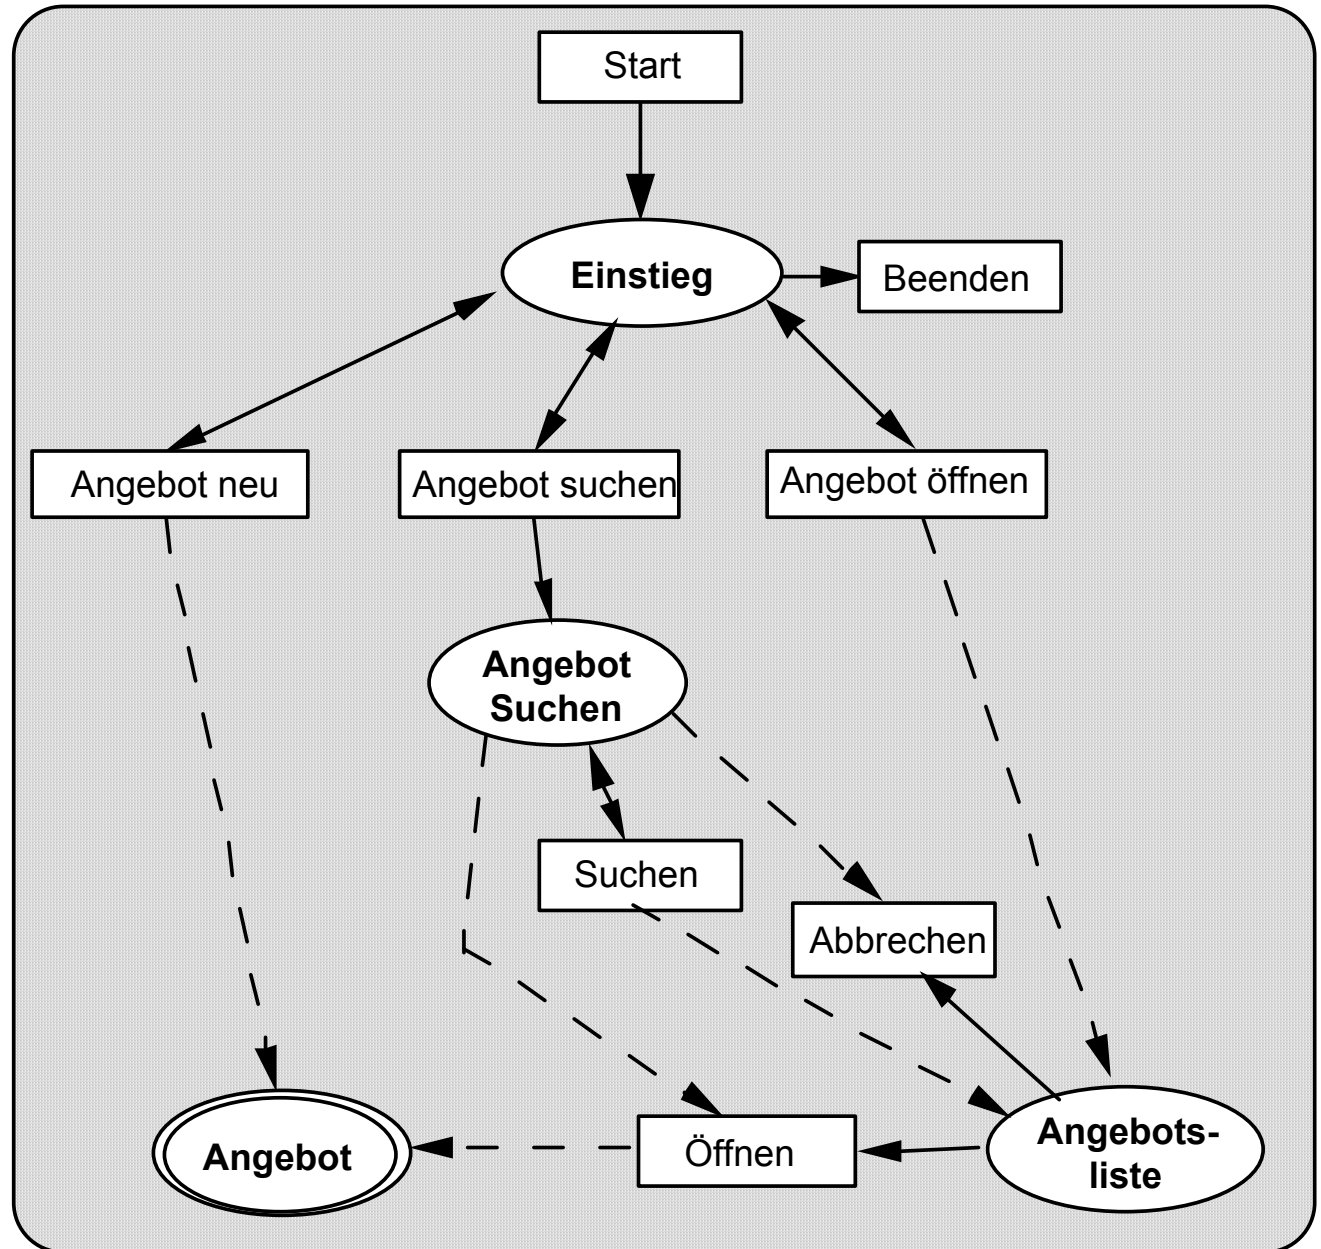 Start
Einstieg
Beenden
Angebot neu
Angebot suchen
Angebot öffnen
Angebot
Suchen
Suchen
Abbrechen
Angebot
Öffnen
Angebots-
liste